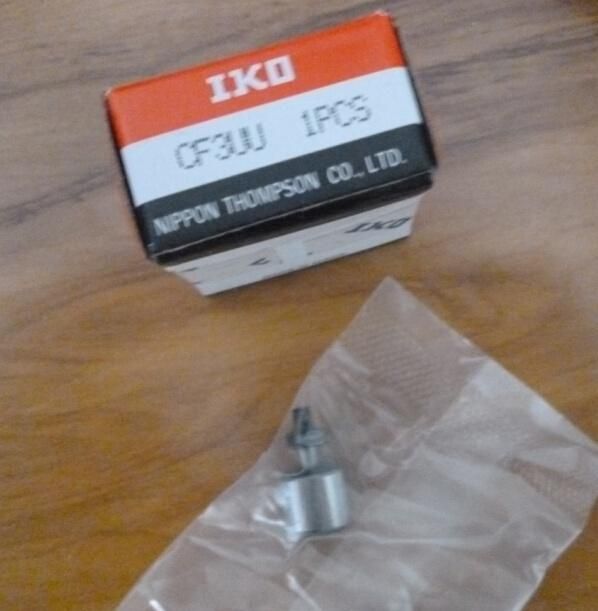 IKO
CF3UU 1PCS
NIPPON THOMPSON CO., LTD.
IKO